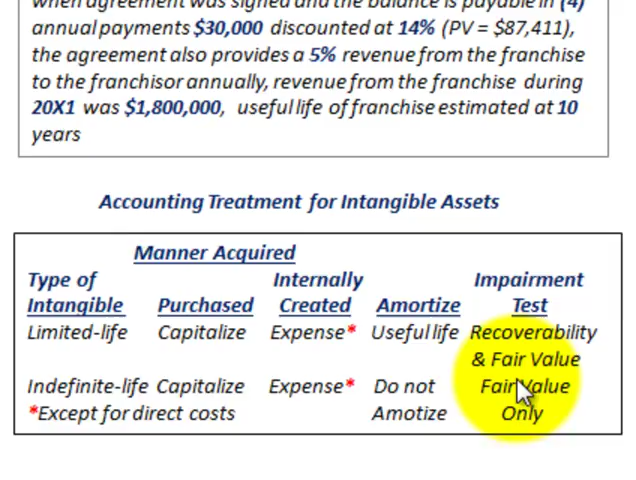 when agreement was signed and the balance is payable in (4)
annual payments $30,000 discounted at 14% (PV = $87,411),
the agreement also provides a 5% revenue from the franchise
to the franchisor annually, revenue from the franchise during
20X1 was $1,800,000, useful life of franchise estimated at 10
years
Accounting Treatment for Intangible Assets
Manner Acquired
Type of Internally Impairment
Intangible Purchased Created Amortize Test
Limited-life Capitalize Expense* Useful life Recoverability
& Fair Value
Indefinite-life Capitalize Expense* Do not Fair Value
*Except for direct costs Amotize Only